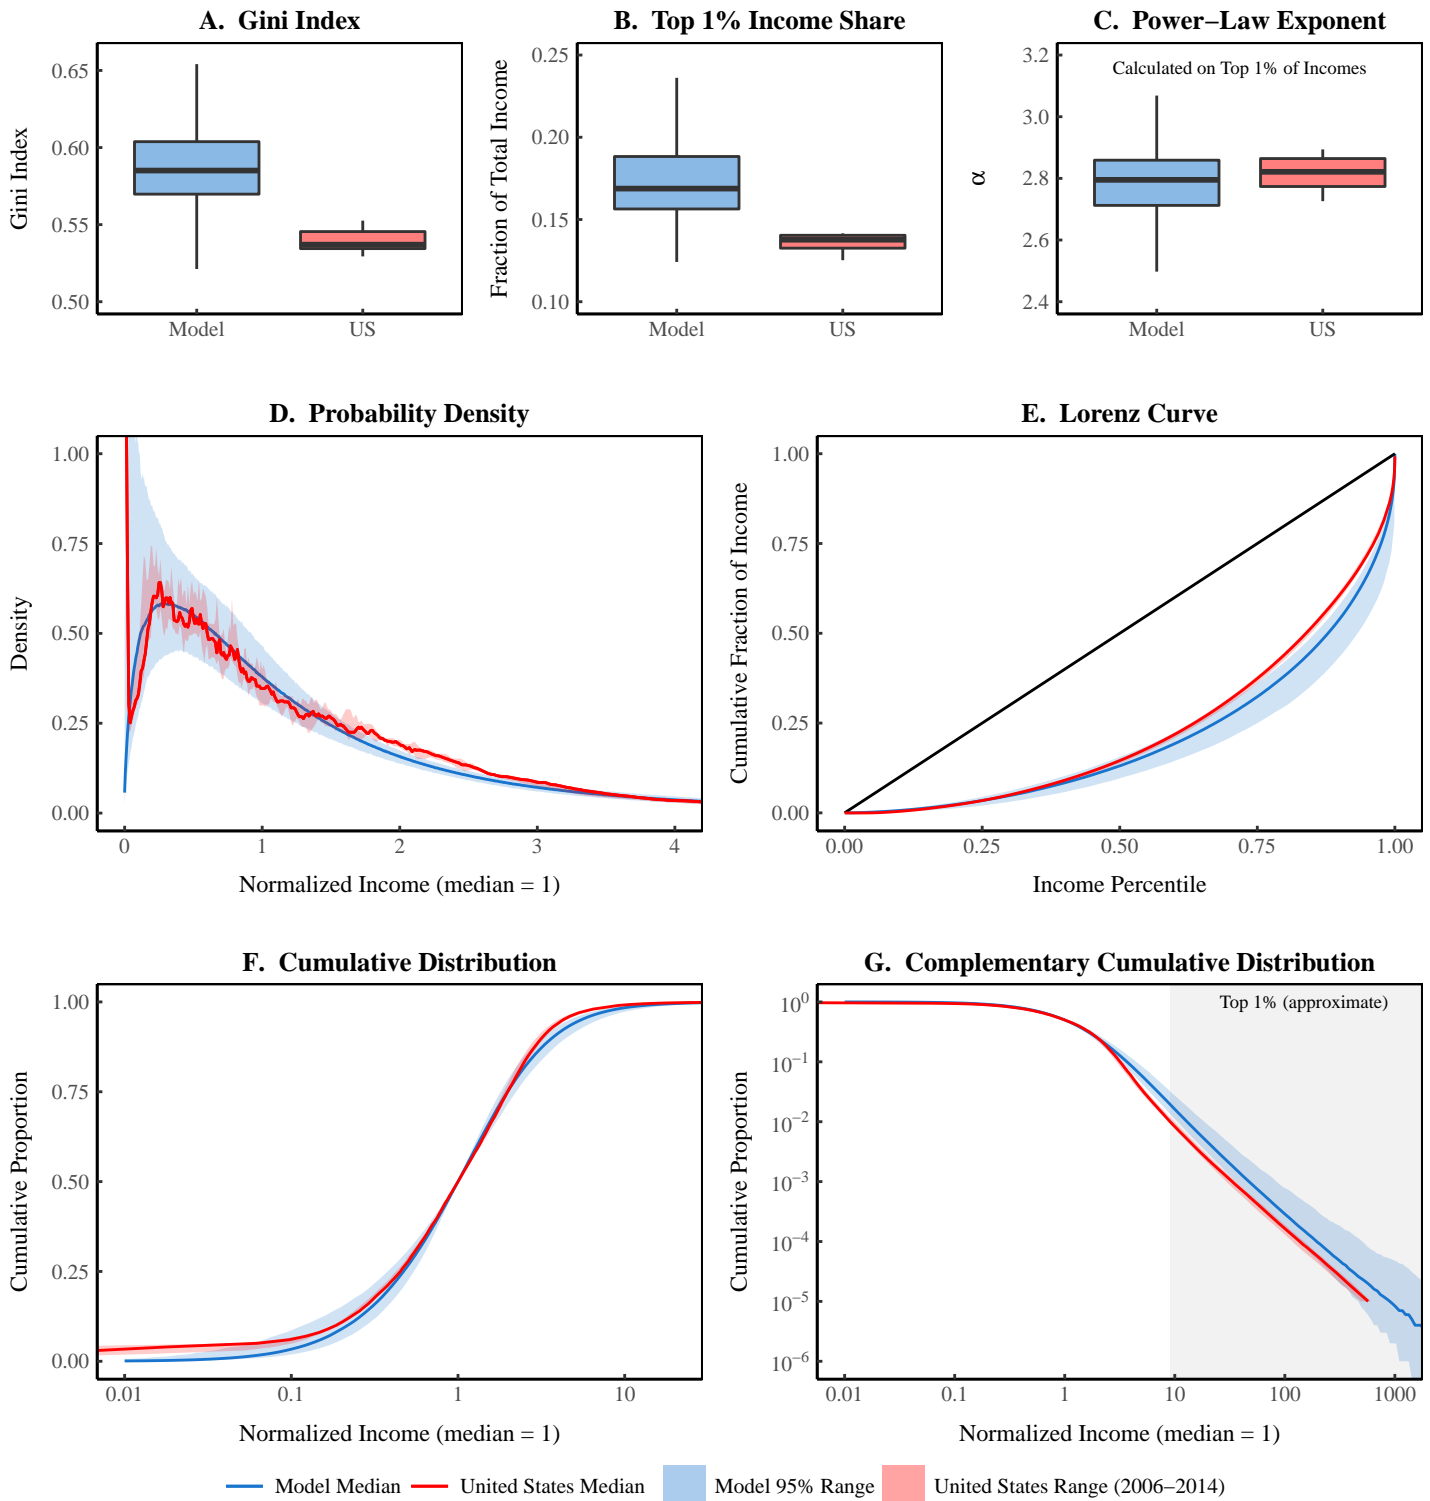 A. Gini Index
Gini Index
0.65
0.60
0.55
0.50
Model
US
B. Top 1% Income Share
Fraction of Total Income
0.25
0.20
0.15
0.10
Model
US
C. Power−Law Exponent
Calculated on Top 1% of Incomes
α
3.2
3.0
2.8
2.6
2.4
Model
US
D. Probability Density
Density
1.00
0.75
0.50
0.25
0.00
0
1
2
3
4
Normalized Income (median = 1)
E. Lorenz Curve
Cumulative Fraction of Income
1.00
0.75
0.50
0.25
0.00
0.00
0.25
0.50
0.75
1.00
Income Percentile
F. Cumulative Distribution
Cumulative Proportion
1.00
0.75
0.50
0.25
0.00
0.01
0.1
1
10
Normalized Income (median = 1)
G. Complementary Cumulative Distribution
Top 1% (approximate)
Cumulative Proportion
10⁰
10⁻¹
10⁻²
10⁻³
10⁻⁴
10⁻⁵
10⁻⁶
0.01
0.1
1
10
100
1000
Normalized Income (median = 1)
Model Median
United States Median
Model 95% Range
United States Range (2006−2014)